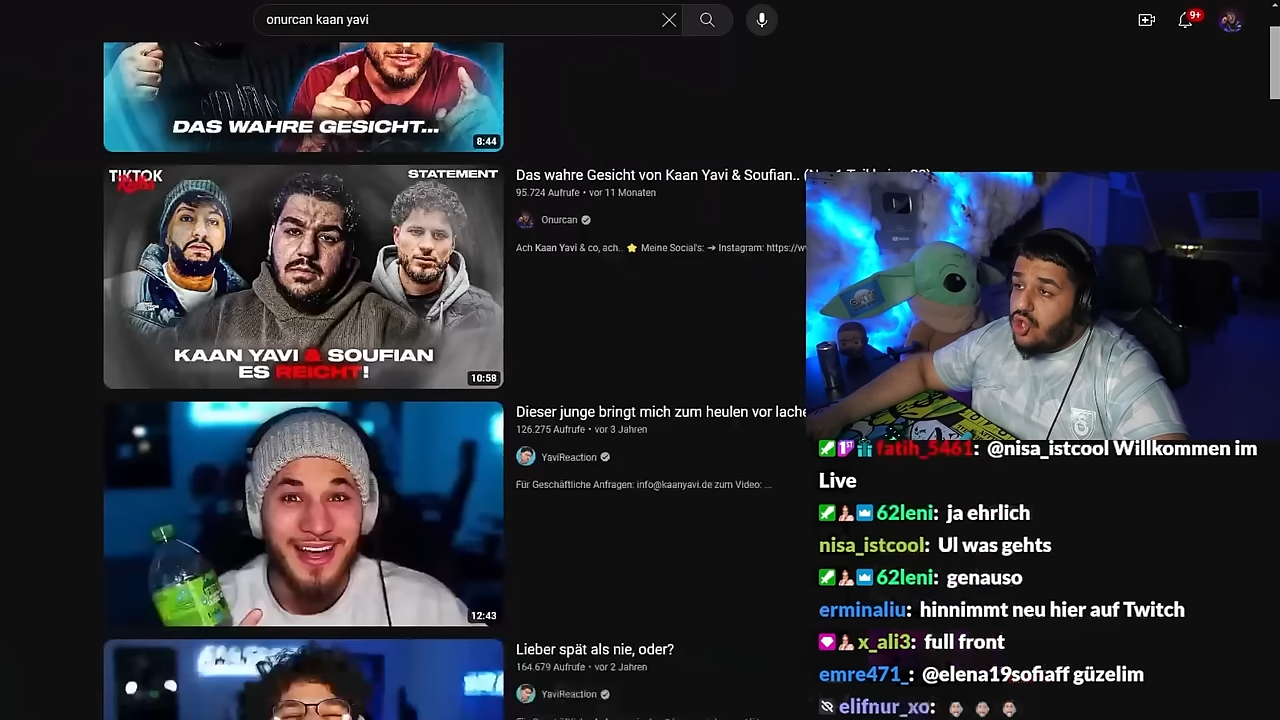 onurcan kaan yavi
9+
DAS WAHRE GESICHT...
8:44
TIKTOK
STATEMENT
KAAN YAVI & SOUFIAN
ES REICHT!
10:58
Das wahre Gesicht von Kaan Yavi & Soufian..
95.724 Aufrufe • vor 11 Monaten
Onurcan
Ach Kaan Yavi & co, ach.. ⭐ Meine Social's: ➔ Instagram: https://w
Dieser junge bringt mich zum heulen vor lache
126.275 Aufrufe • vor 3 Jahren
YaviReaction
Für Geschäftliche Anfragen: info@kaanyavi.de zum Video: ...
12:43
Lieber spät als nie, oder?
164.679 Aufrufe • vor 2 Jahren
YaviReaction
fatih_5461: @nisa_istcool Willkommen im
Live
62leni: ja ehrlich
nisa_istcool: Ul was gehts
62leni: genauso
erminaliu: hinnimmt neu hier auf Twitch
x_ali3: full front
emre471_: @elena19sofiaff güzelim
elifnur_xo: